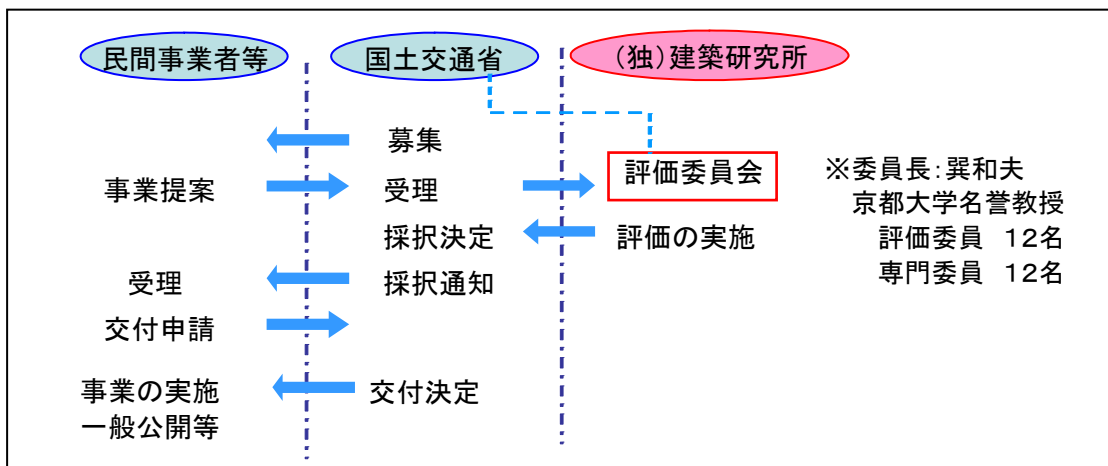 民間事業者等
国土交通省
(独)建築研究所
募集
事業提案
受理
評価委員会
採択決定
評価の実施
受理
採択通知
交付申請
事業の実施
交付決定
一般公開等
※委員長:巽和夫
京都大学名誉教授
評価委員 12名
専門委員 12名